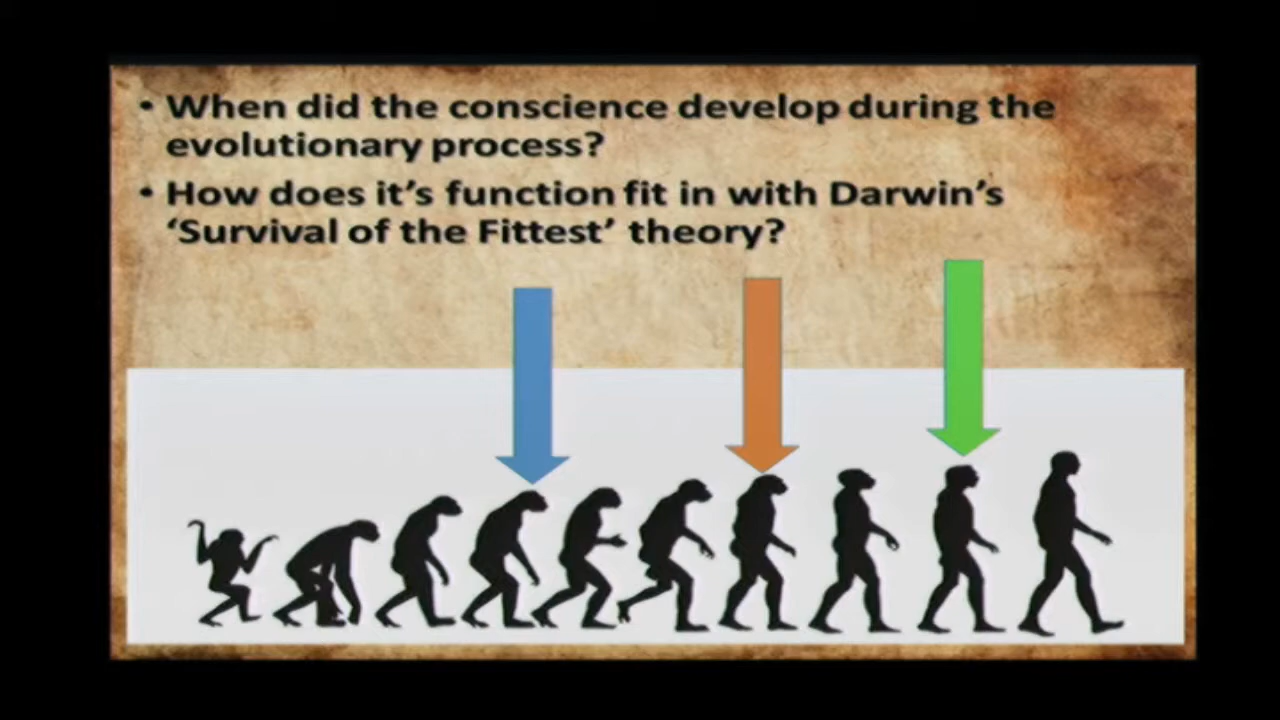 • When did the conscience develop during the
evolutionary process?
• How does it’s function fit in with Darwin’s
‘Survival of the Fittest’ theory?